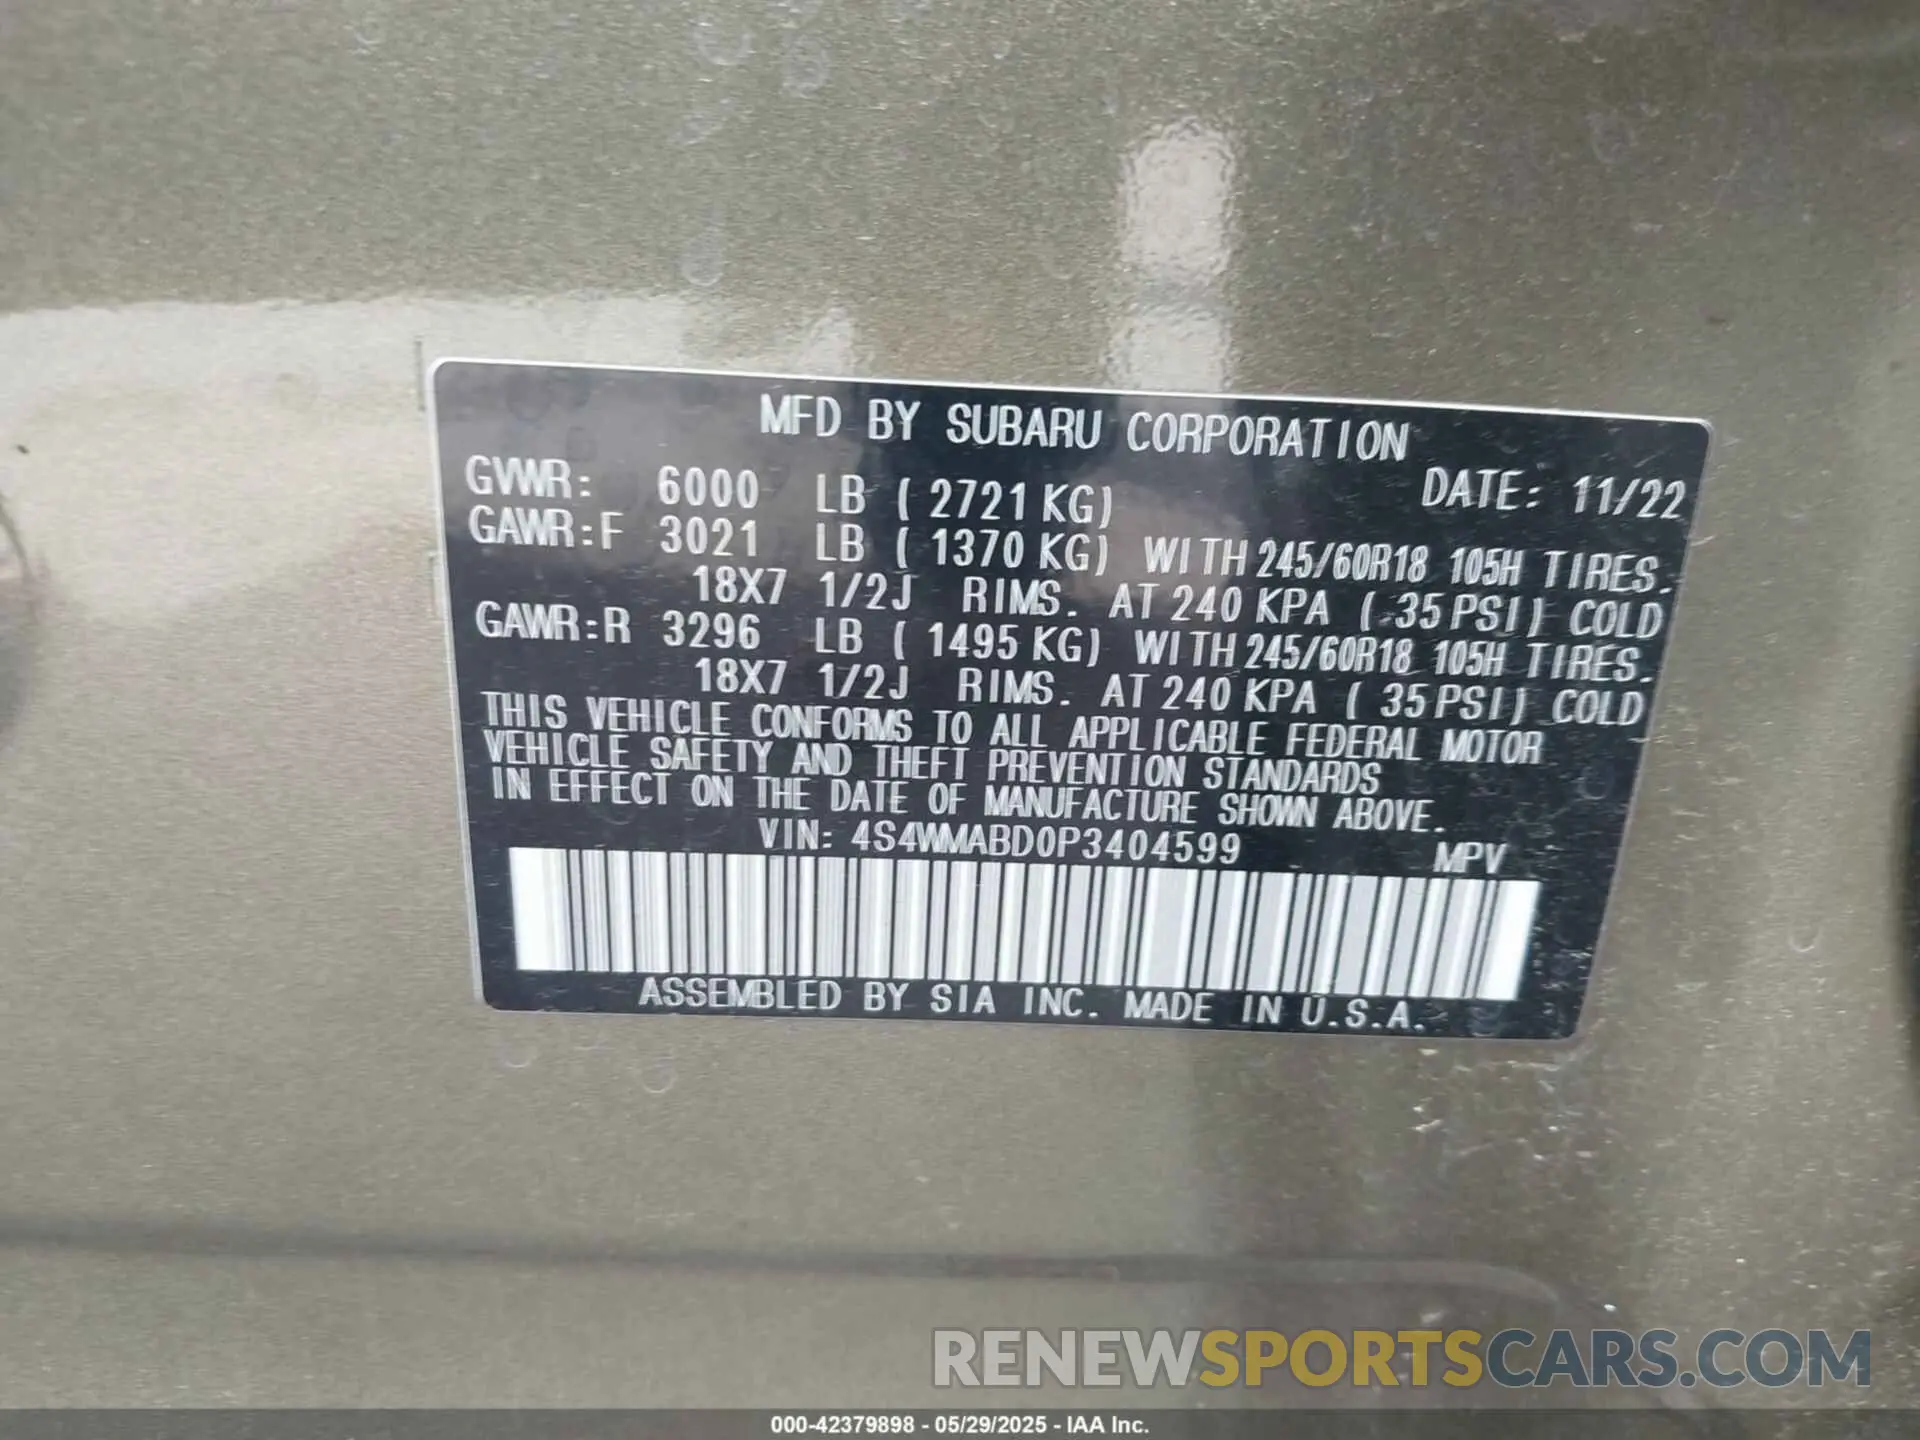 MFD BY SUBARU CORPORATION
GVWR: 6000 LB ( 2721 KG) DATE: 11/22
GAWR:F 3021 LB ( 1370 KG) WITH 245/60R18 105H TIRES.
18X7 1/2J RIMS. AT 240 KPA ( 35 PSI) COLD
GAWR:R 3296 LB ( 1495 KG) WITH 245/60R18 105H TIRES.
18X7 1/2J RIMS. AT 240 KPA ( 35 PSI) COLD
THIS VEHICLE CONFORMS TO ALL APPLICABLE FEDERAL MOTOR
VEHICLE SAFETY AND THEFT PREVENTION STANDARDS
IN EFFECT ON THE DATE OF MANUFACTURE SHOWN ABOVE.
VIN: 4S4WMABD0P3404599 MPV
ASSEMBLED BY SIA INC. MADE IN U.S.A.
RENEWSPORTSCARS.COM
000-42379898 - 05/29/2025 - IAA Inc.